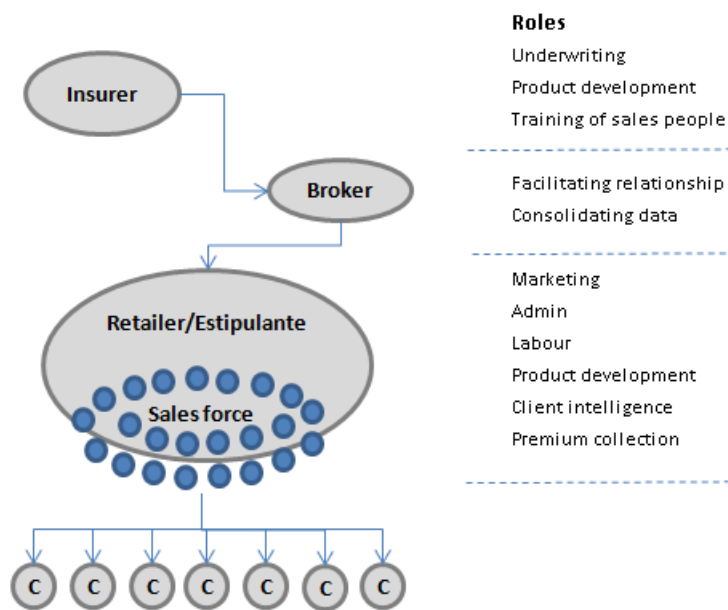 Roles
Underwriting
Insurer
Product development
Training of sales people
Broker
Facilitating relationship
Consolidating data
Retailer/Estipulante
Sales force
Marketing
Admin
Labour
Product development
Client intelligence
Premium collection
C C C C C C C